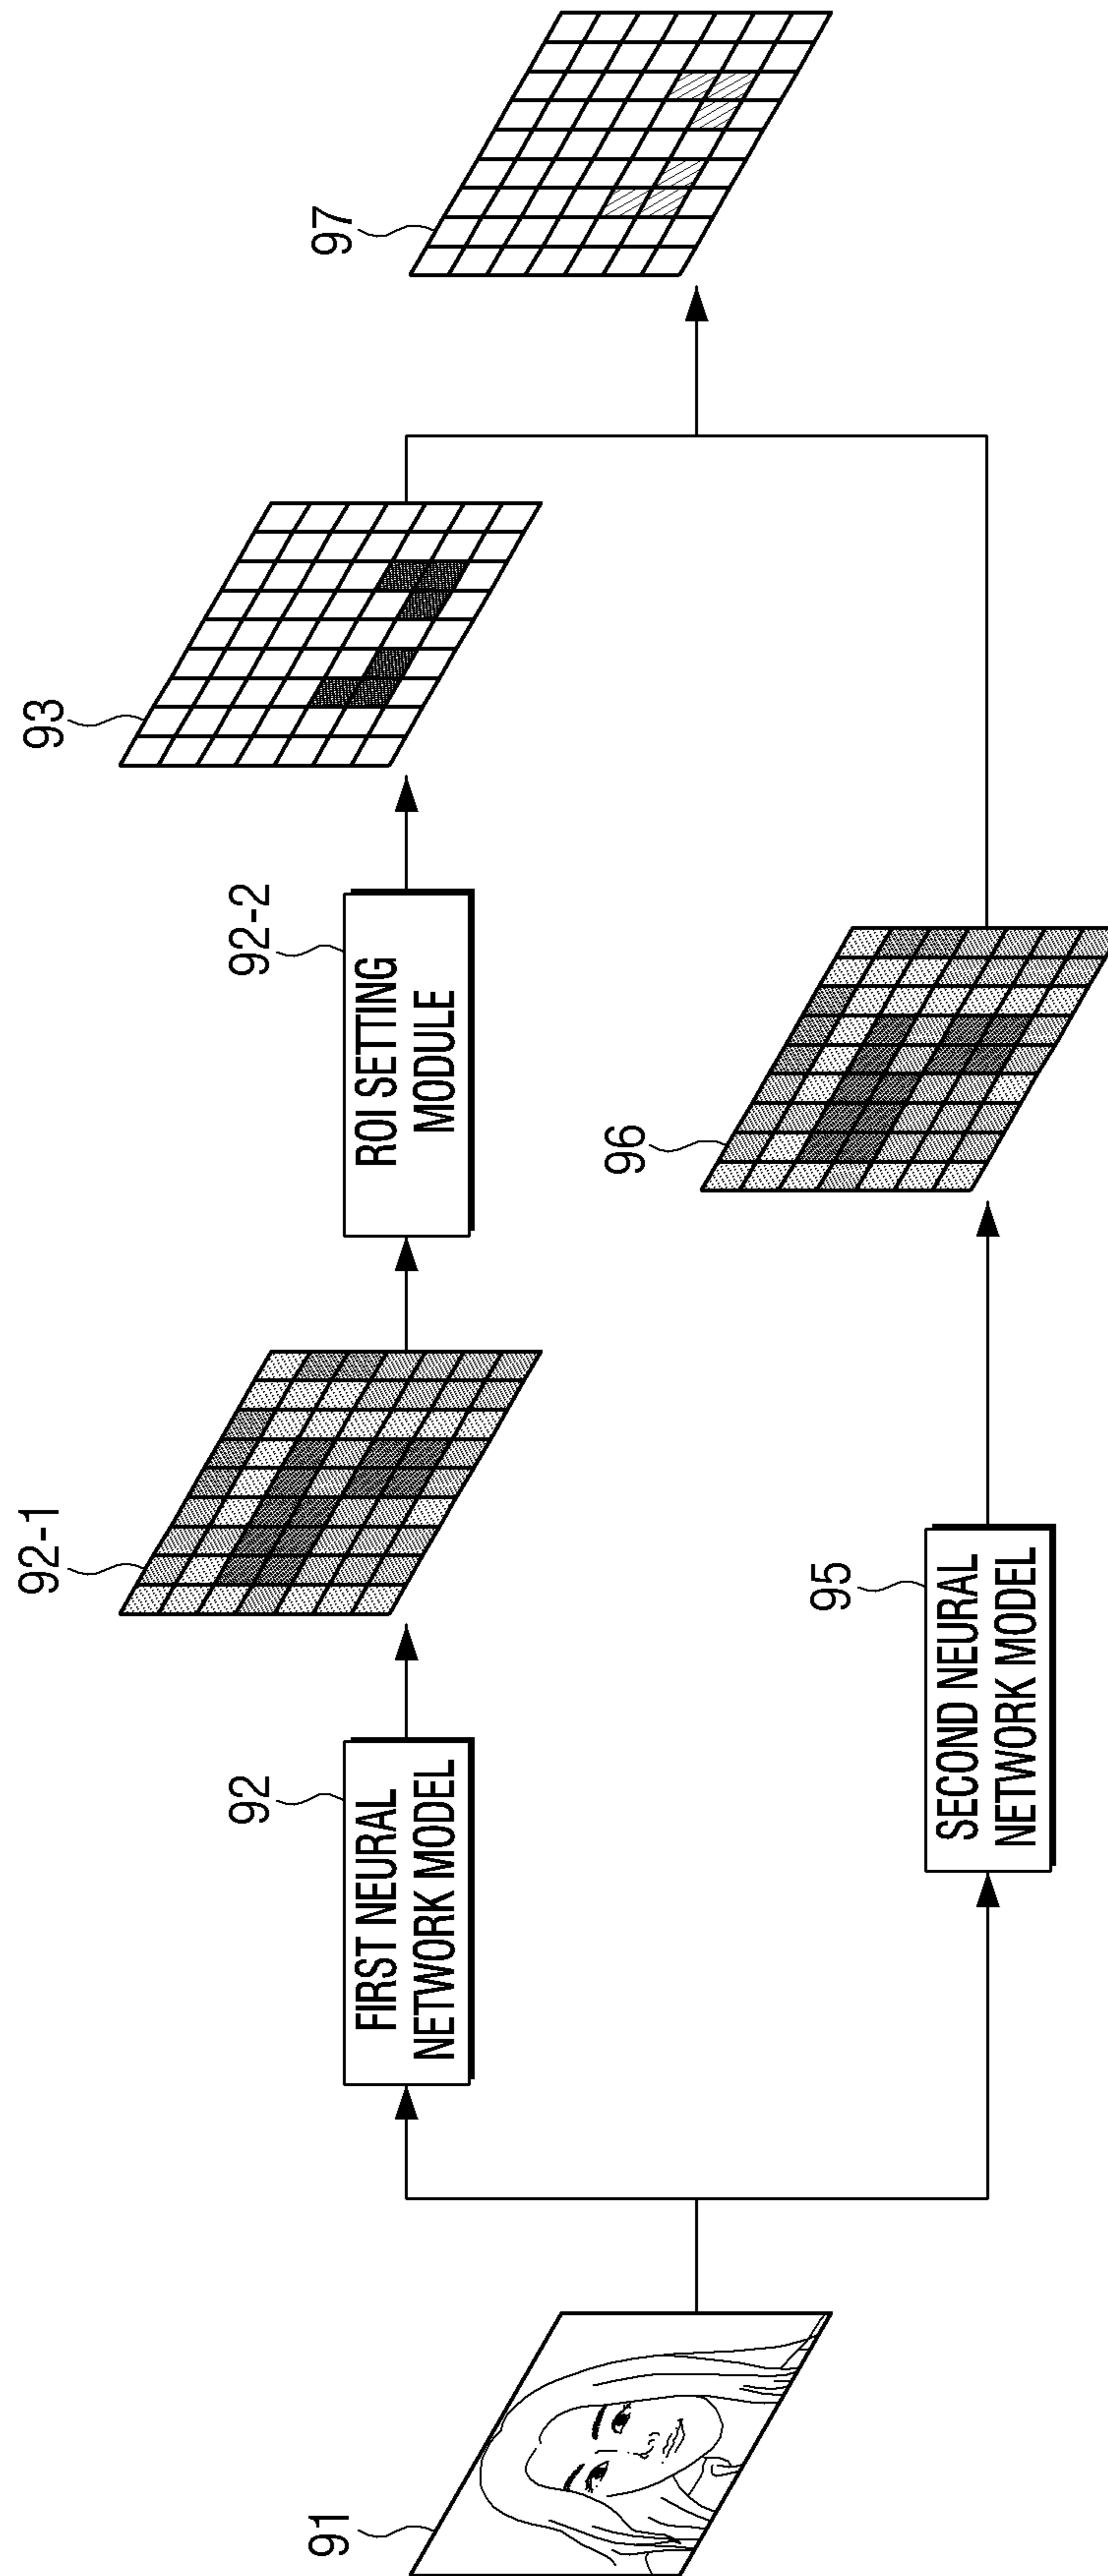 91
FIRST NEURAL
NETWORK MODEL
92
92-1
ROI SETTING
MODULE
92-2
93
SECOND NEURAL
NETWORK MODEL
95
96
97